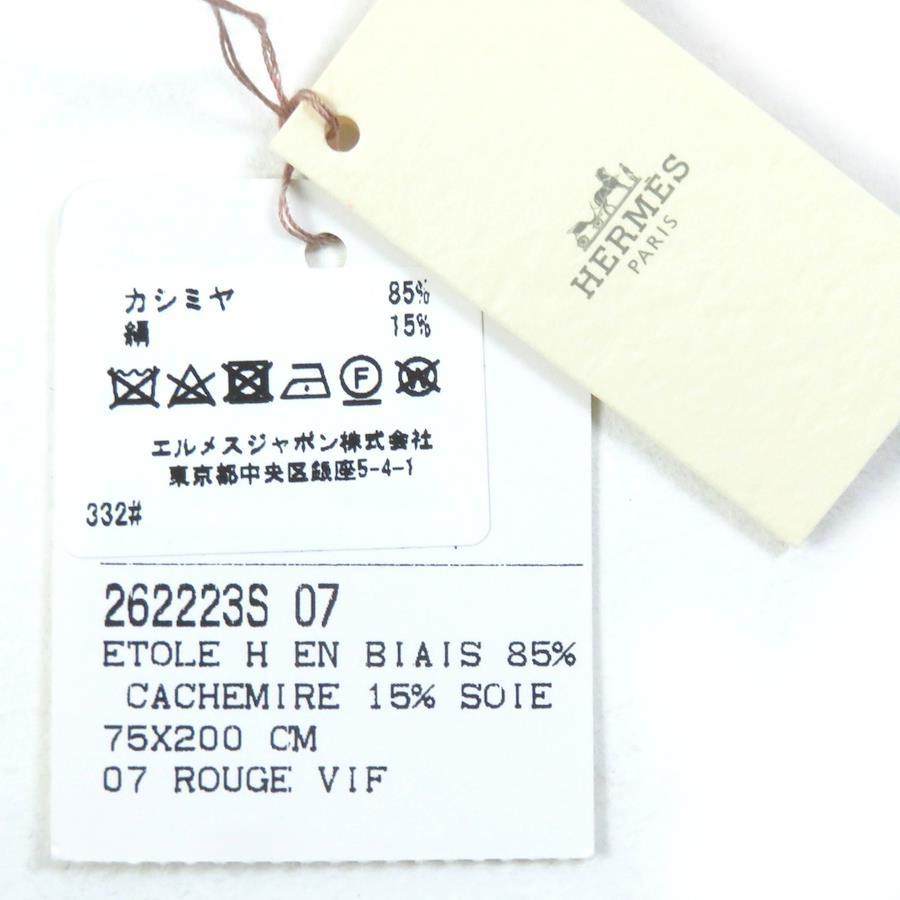 HERMÈS
PARIS
カシミヤ 85%
絹 15%
F
W
エルメスジャポン株式会社
東京都中央区銀座5-4-1
332#
262223S 07
ETOLE H EN BIAIS 85%
CACHEMIRE 15% SOIE
75X200 CM
07 ROUGE VIF